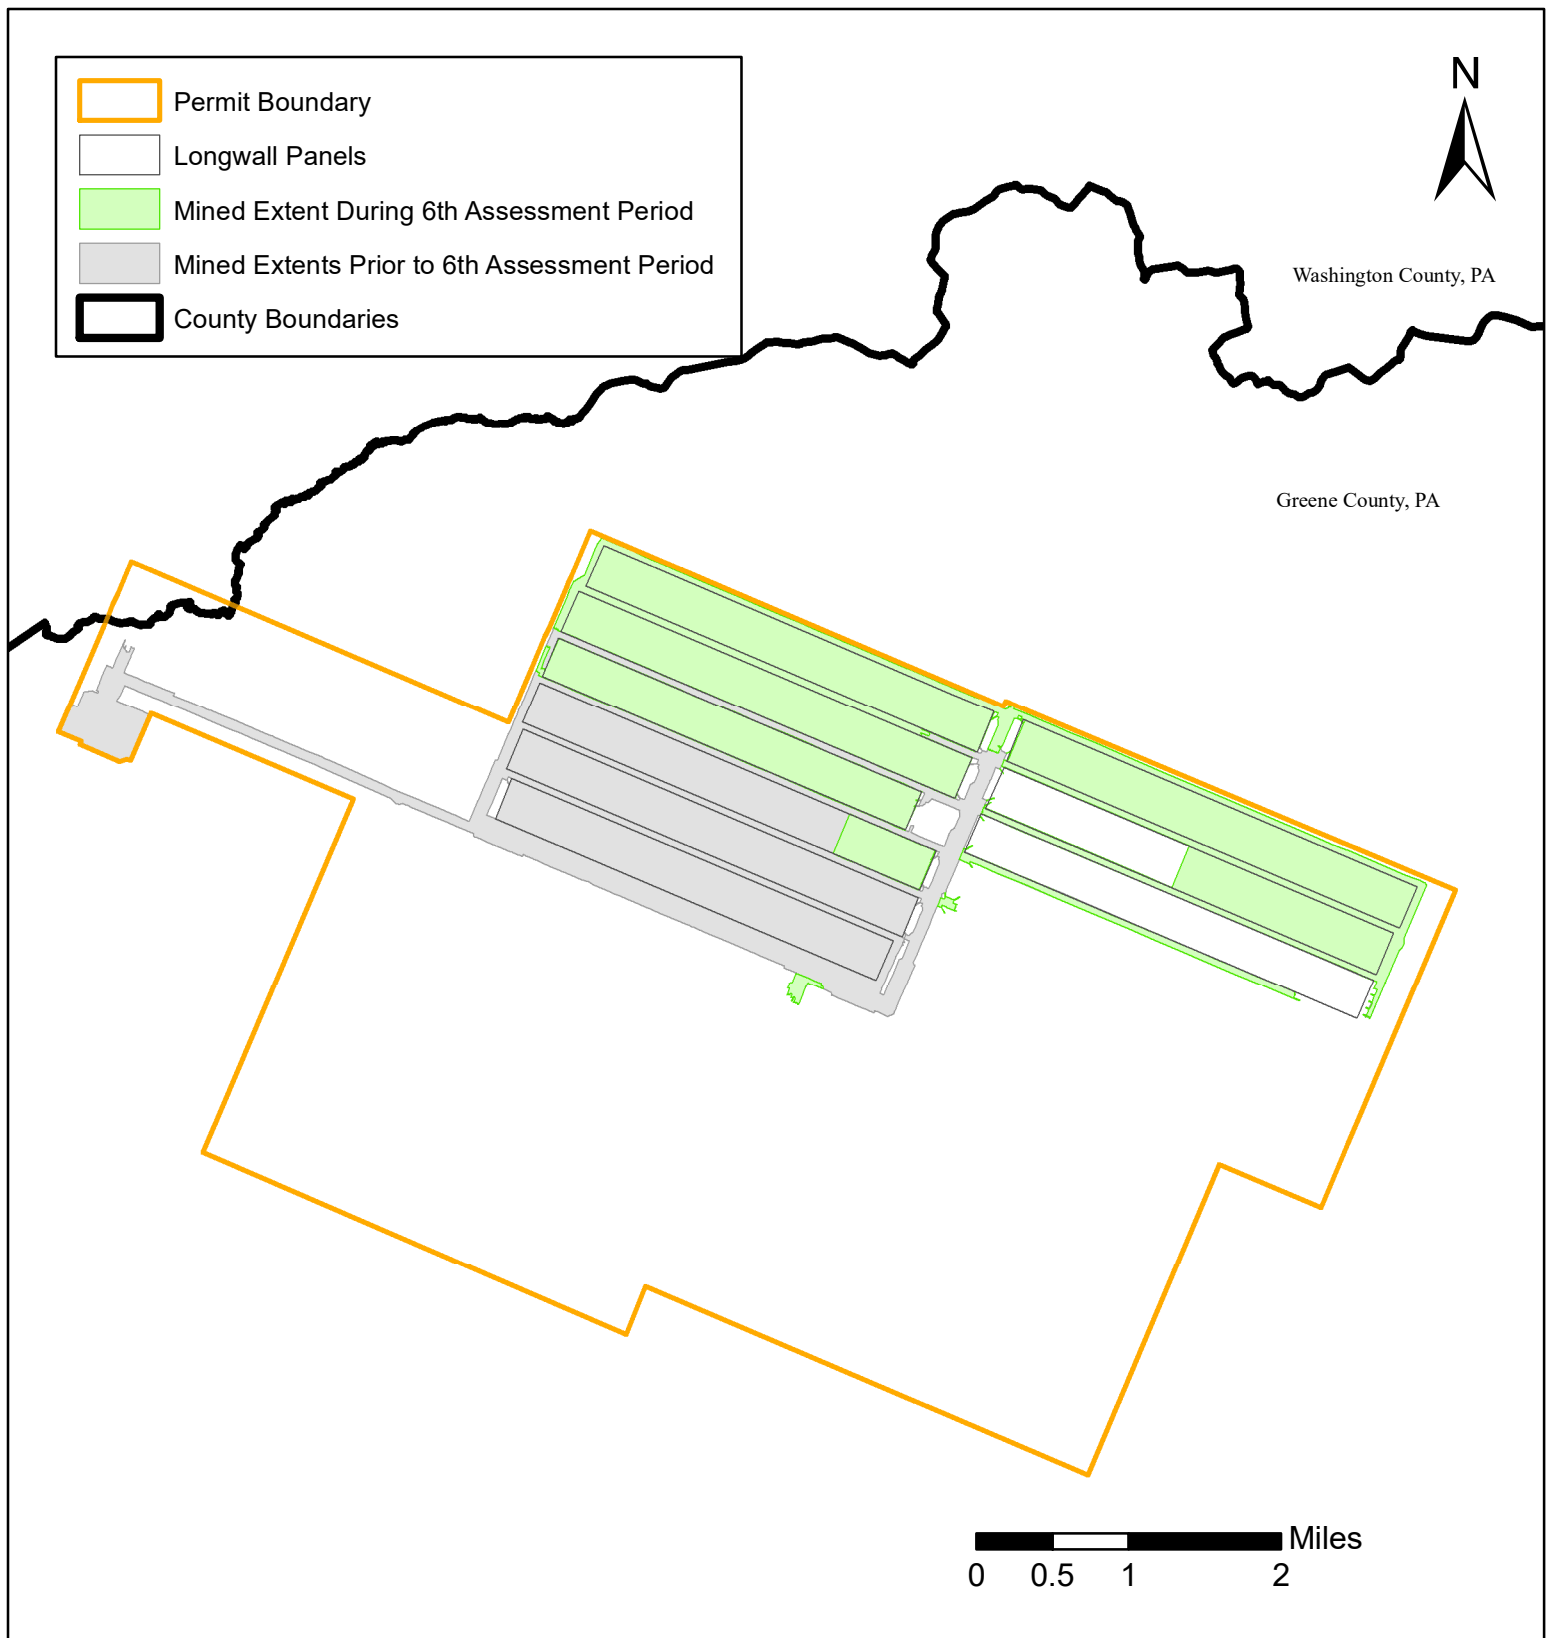 N
Permit Boundary
Longwall Panels
Mined Extent During 6th Assessment Period
Mined Extents Prior to 6th Assessment Period
County Boundaries
Washington County, PA
Greene County, PA
Miles
0 0.5 1 2